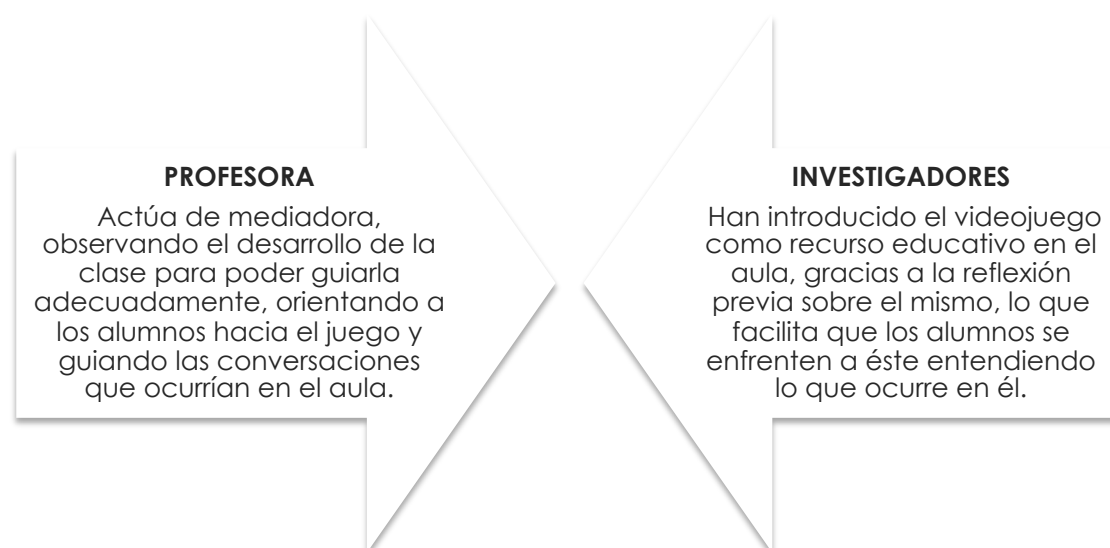 PROFESORA
Actúa de mediadora,
observando el desarrollo de la
clase para poder guiarla
adecuadamente, orientando a
los alumnos hacia el juego y
guiando las conversaciones
que ocurrían en el aula.
INVESTIGADORES
Han introducido el videojuego
como recurso educativo en el
aula, gracias a la reflexión
previa sobre el mismo, lo que
facilita que los alumnos se
enfrenten a éste entendiendo
lo que ocurre en él.